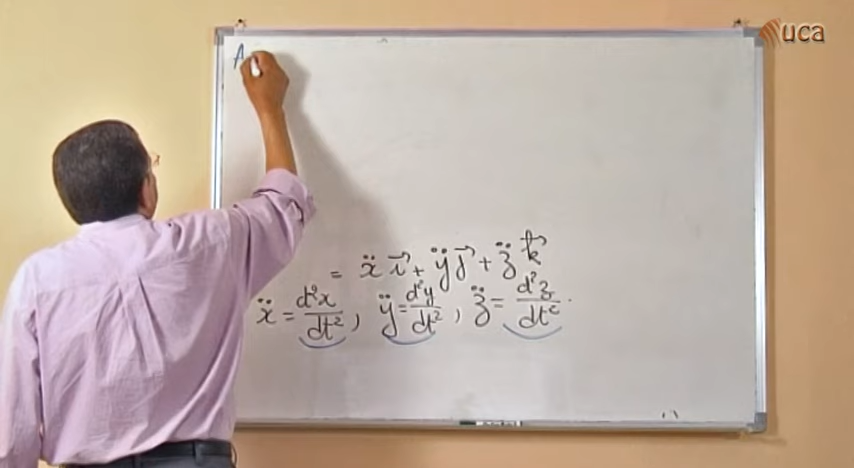 uca
A
= ẍ i⃗ + ÿ j⃗ + z̈ k⃗
ẍ = d²x/dt² , ÿ = d²y/dt² , z̈ = d²z/dt² .